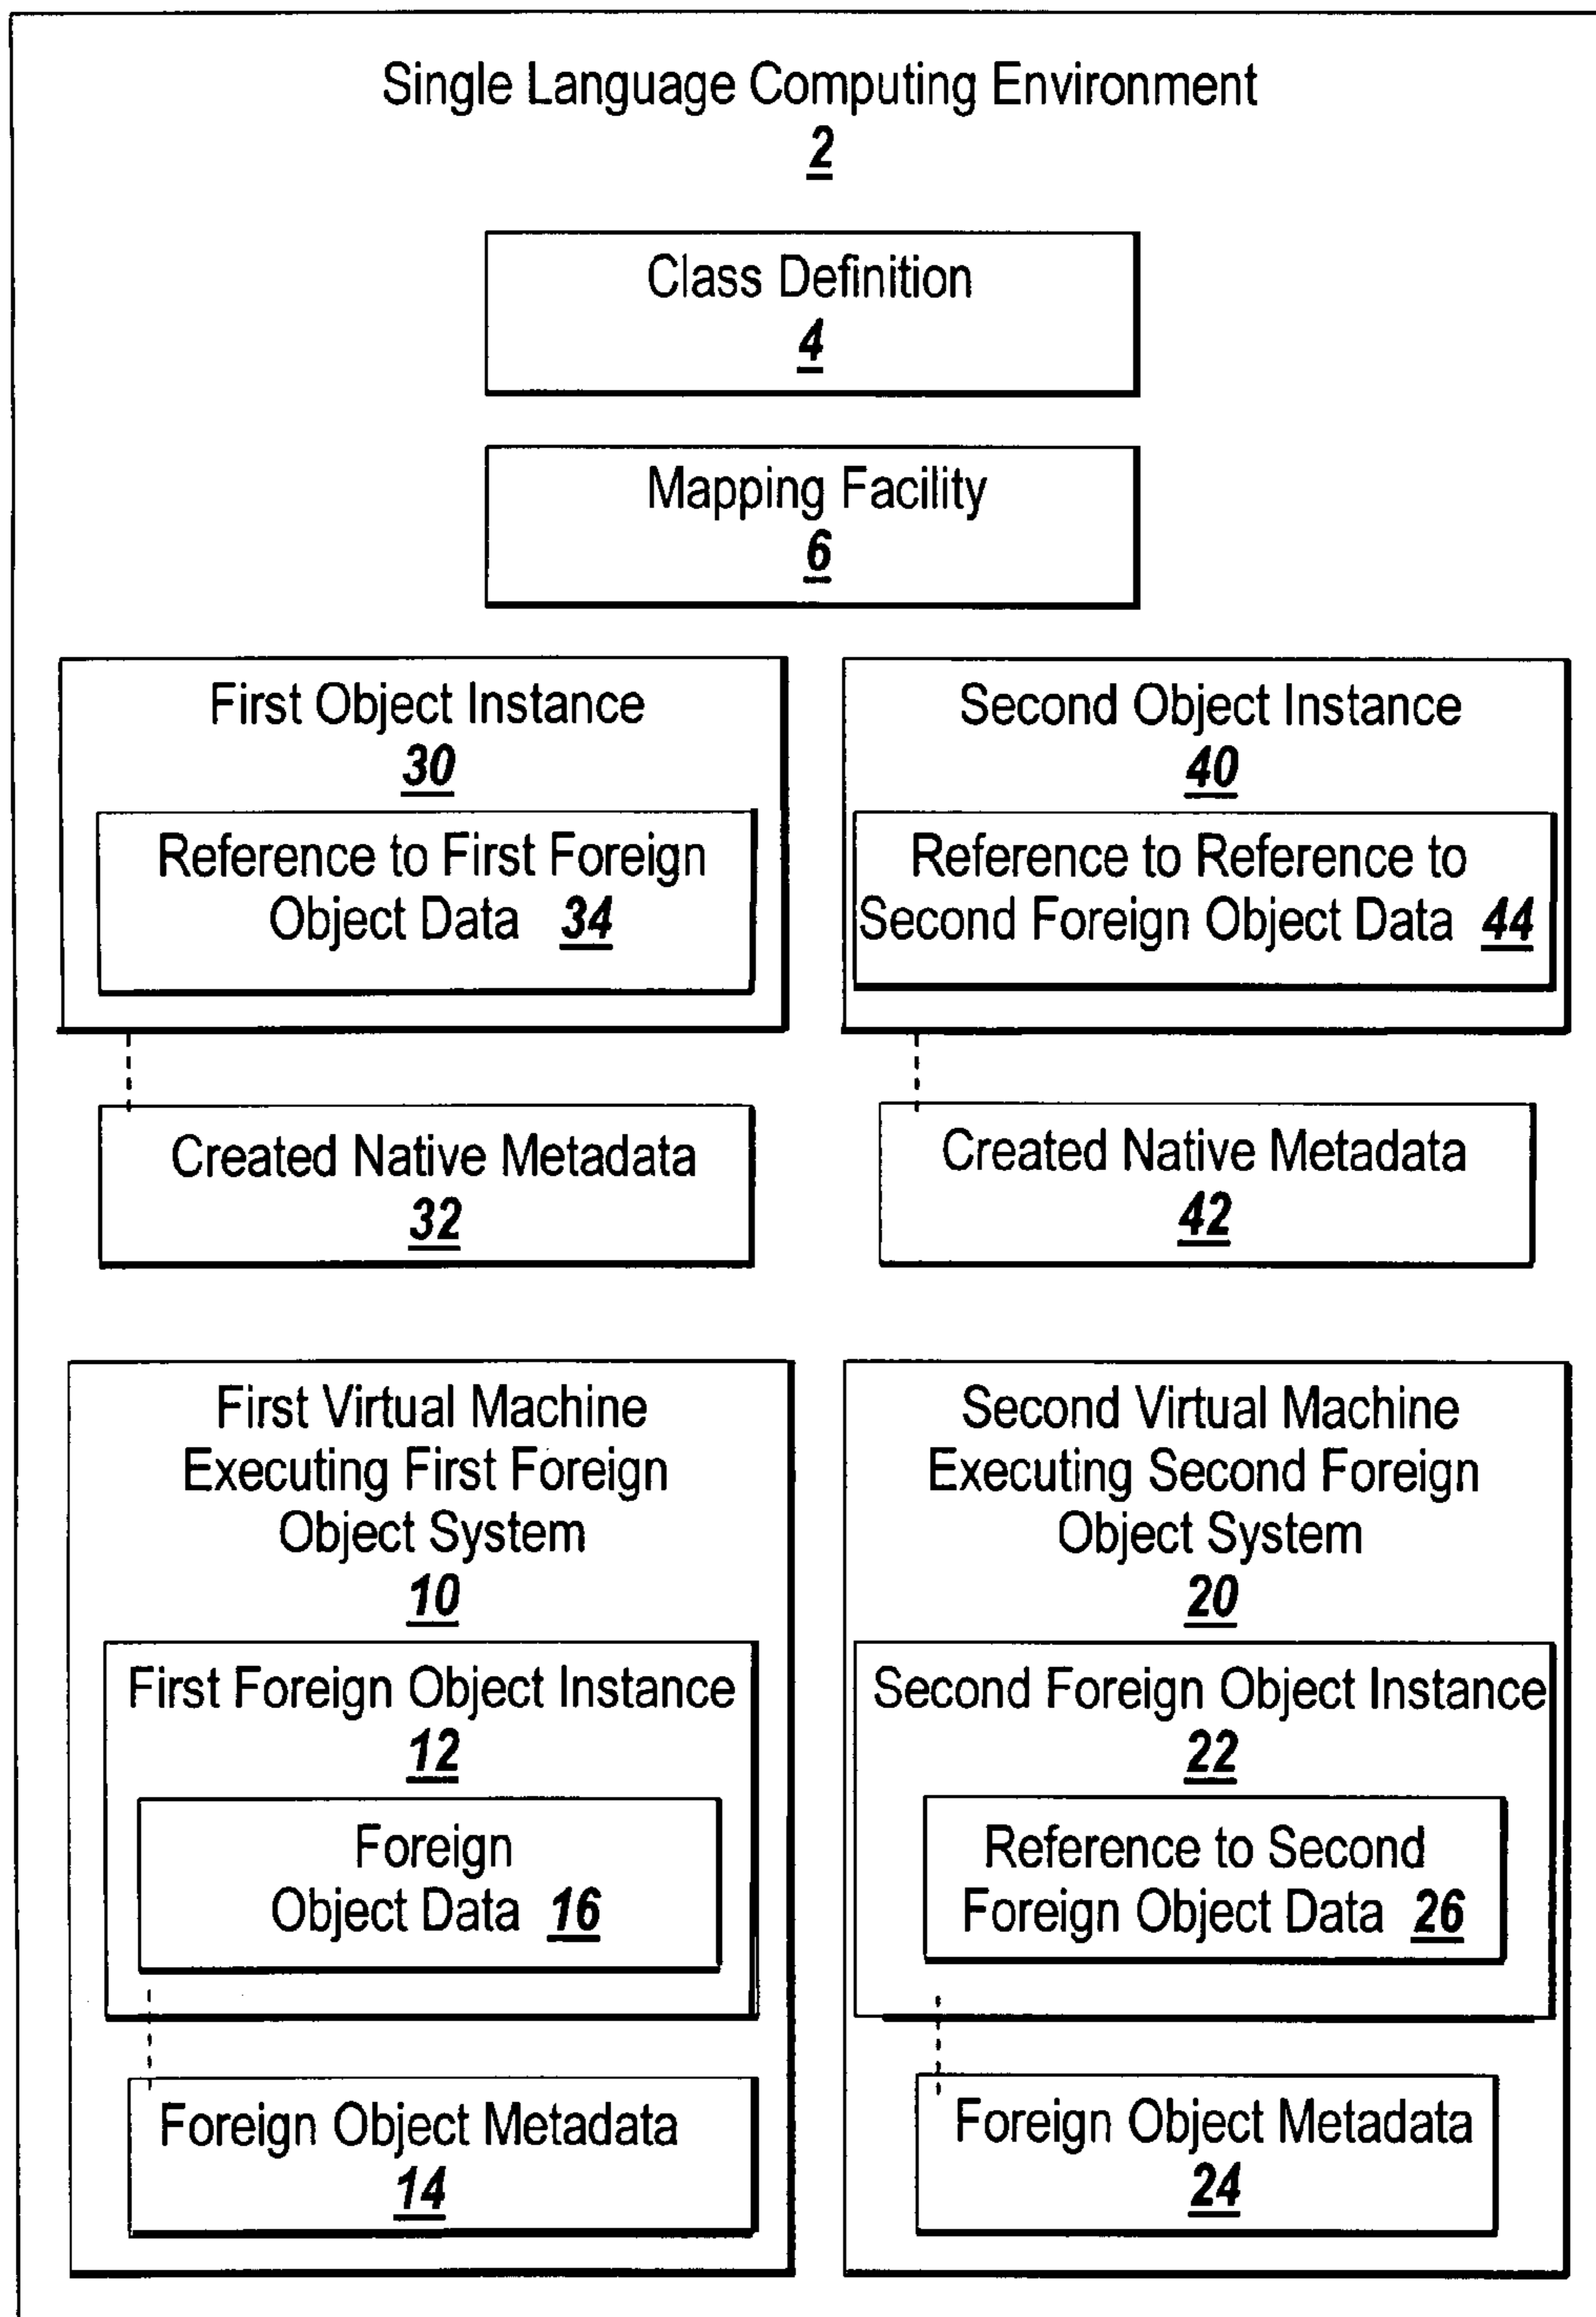 Single Language Computing Environment
2
Class Definition
4
Mapping Facility
6
First Object Instance
30
Reference to First Foreign
Object Data 34
Second Object Instance
40
Reference to Reference to
Second Foreign Object Data 44
Created Native Metadata
32
Created Native Metadata
42
First Virtual Machine
Executing First Foreign
Object System
10
First Foreign Object Instance
12
Foreign
Object Data 16
Foreign Object Metadata
14
Second Virtual Machine
Executing Second Foreign
Object System
20
Second Foreign Object Instance
22
Reference to Second
Foreign Object Data 26
Foreign Object Metadata
24